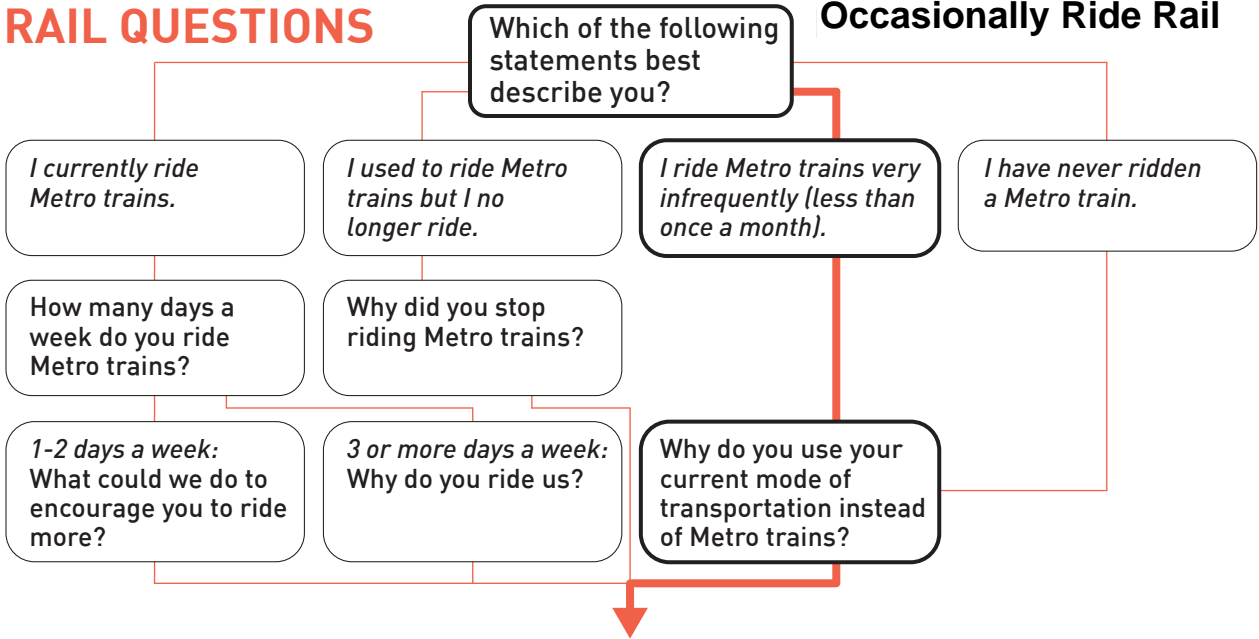 RAIL QUESTIONS
Occasionally Ride Rail
Which of the following
statements best
describe you?
I currently ride
Metro trains.
I used to ride Metro
trains but I no
longer ride.
I ride Metro trains very
infrequently (less than
once a month).
I have never ridden
a Metro train.
How many days a
week do you ride
Metro trains?
Why did you stop
riding Metro trains?
1-2 days a week:
What could we do to
encourage you to ride
more?
3 or more days a week:
Why do you ride us?
Why do you use your
current mode of
transportation instead
of Metro trains?